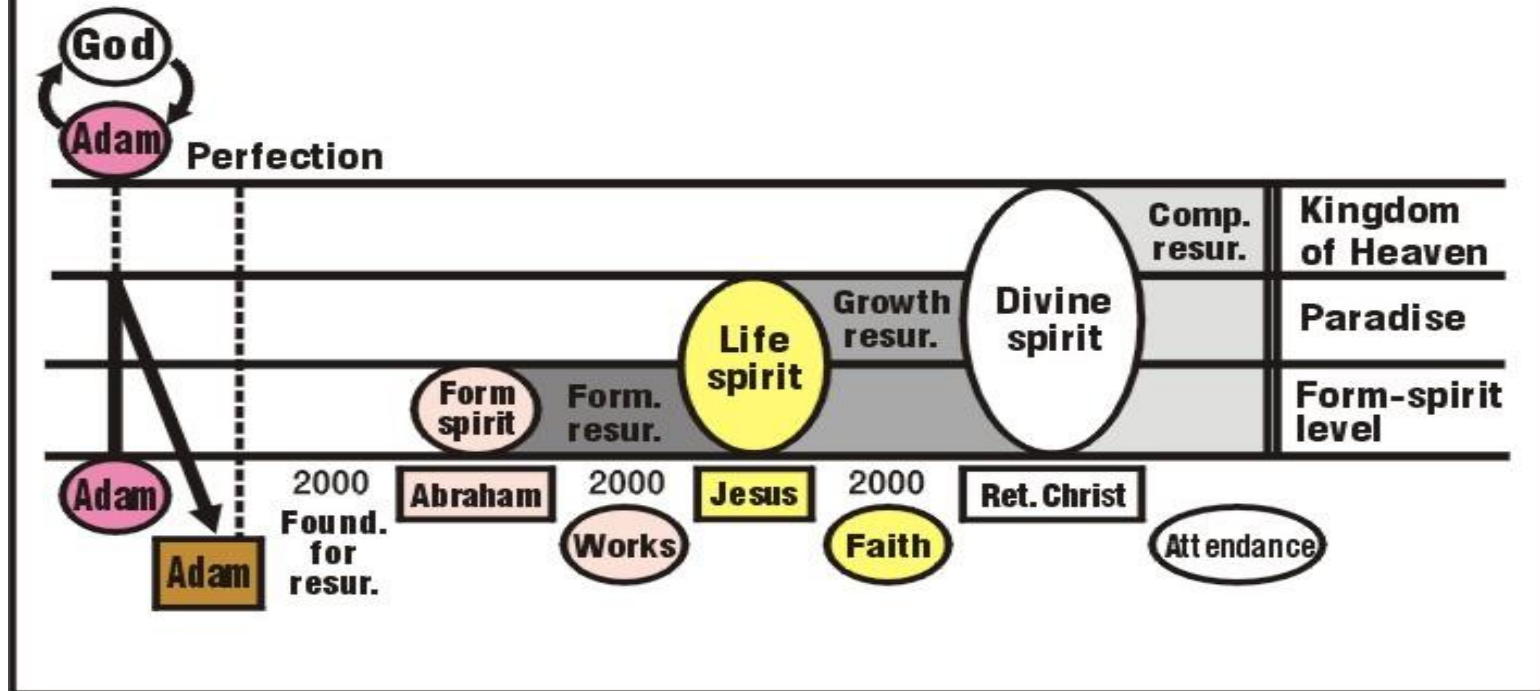 God
Adam
Perfection
Comp.
resur.
Kingdom
of Heaven
Growth
resur.
Divine
spirit
Paradise
Life
spirit
Form
spirit
Form.
resur.
Form-spirit
level
Adam
Adam
2000
Found.
for
resur.
Abraham
2000
Works
Jesus
2000
Faith
Ret. Christ
Attendance